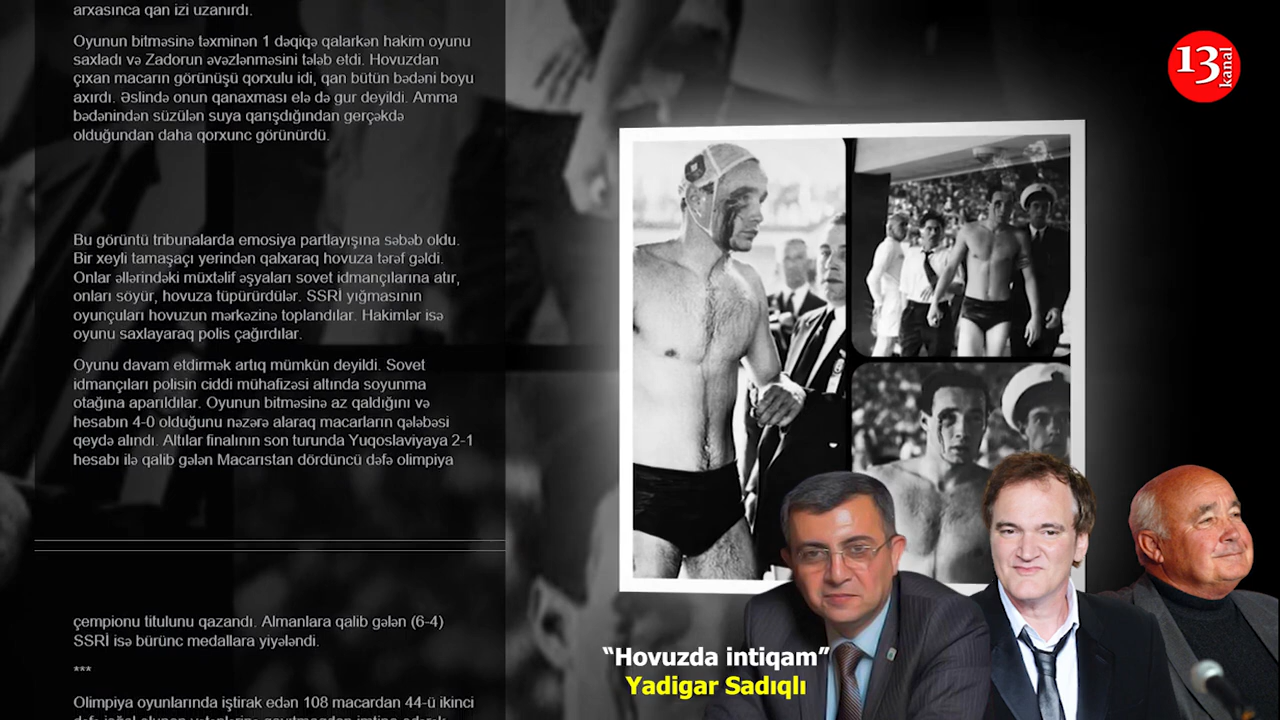 arxasınca qan izi uzanırdı.
Oyunun bitməsinə təxminən 1 dəqiqə qalarkən hakim oyunu
saxladı və Zadorun əvəzlənməsini tələb etdi. Hovuzdan
çıxan macarın görünüşü qorxulu idi, qan bütün bədəni boyu
axırdı. Əslində onun qanaxması elə də gur deyildi. Amma
bədənindən süzülən suya qarışdığından gerçəkdə
olduğundan daha qorxunc görünürdü.
Bu görüntü tribunalarda emosiya partlayışına səbəb oldu.
Bir xeyli tamaşaçı yerindən qalxaraq hovuza tərəf gəldi.
Onlar əllərindəki müxtəlif əşyaları sovet idmançılarına atır,
onları söyür, hovuza tüpürürdülər. SSRİ yığmasının
oyunçuları hovuzun mərkəzinə toplandılar. Hakimlər isə
oyunu saxlayaraq polis çağırdılar.
Oyunu davam etdirmək artıq mümkün deyildi. Sovet
idmançıları polisin ciddi mühafizəsi altında soyunma
otağına aparıldılar. Oyunun bitməsinə az qaldığını və
hesabın 4-0 olduğunu nəzərə alaraq macarların qələbəsi
qeydə alındı. Altılar finalının son turunda Yuqoslaviyaya 2-1
hesabı ilə qalib gələn Macarıstan dördüncü dəfə olimpiya
çempionu titulunu qazandı. Almanlara qalib gələn (6-4)
SSRİ isə bürünc medallara yiyələndi.
***
Olimpiya oyunlarında iştirak edən 108 macardan 44-ü ikinci
13 kanal
“Hovuzda intiqam”
Yadigar Sadıqlı